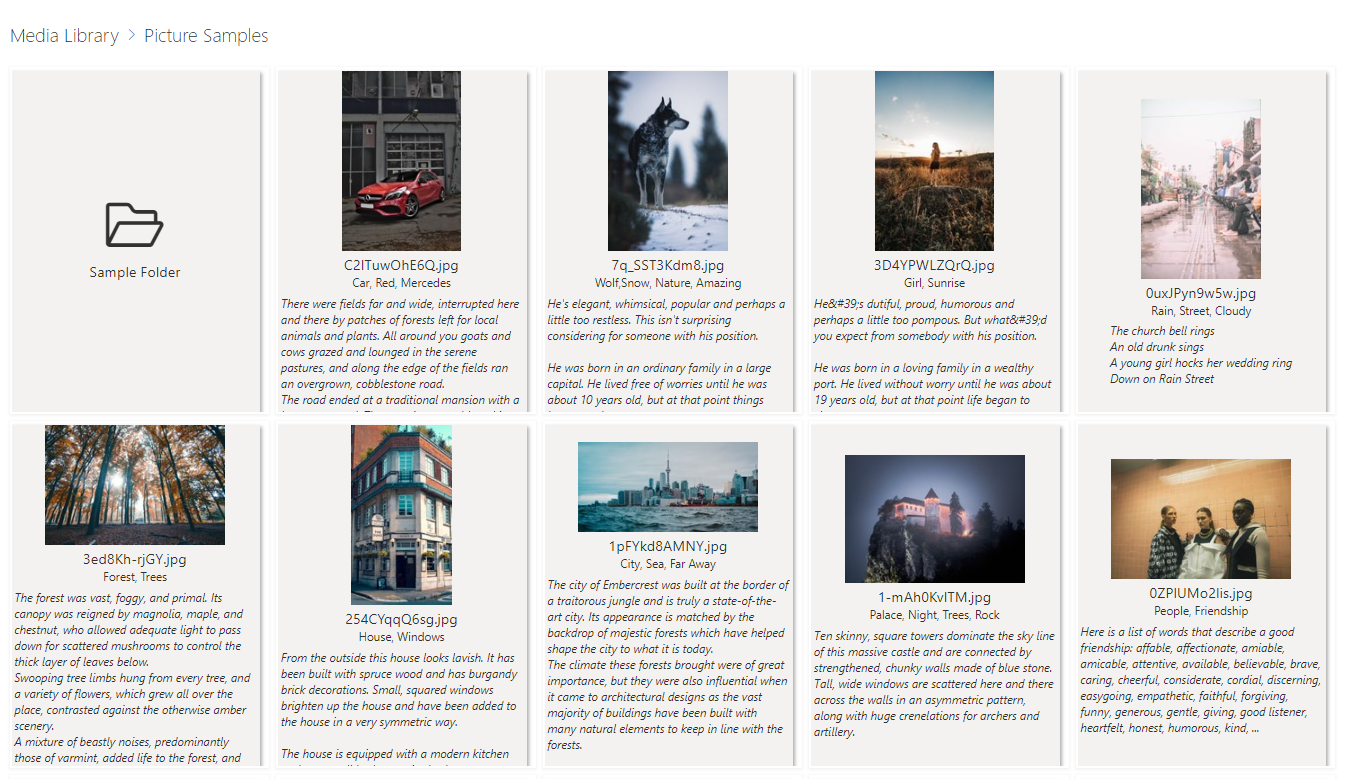 Media Library > Picture Samples
Sample Folder
C2ITuwOhE6Q.jpg
Car, Red, Mercedes
There were fields far and wide, interrupted here
and there by patches of forests left for local
animals and plants. All around you goats and
cows grazed and lounged in the serene
pastures, and along the edge of the fields ran
an overgrown, cobblestone road.
The road ended at a traditional mansion with a
7q_SST3Kdm8.jpg
Wolf,Snow, Nature, Amazing
He's elegant, whimsical, popular and perhaps a
little too restless. This isn't surprising
considering for someone with his position.
He was born in an ordinary family in a large
capital. He lived free of worries until he was
about 10 years old, but at that point things
3D4YPWLZQrQ.jpg
Girl, Sunrise
He&#39;s dutiful, proud, humorous and
perhaps a little too pompous. But what&#39;d
you expect from somebody with his position.
He was born in a loving family in a wealthy
port. He lived without worry until he was about
19 years old, but at that point life began to
0uxJPyn9w5w.jpg
Rain, Street, Cloudy
The church bell rings
An old drunk sings
A young girl hocks her wedding ring
Down on Rain Street
3ed8Kh-rjGY.jpg
Forest, Trees
The forest was vast, foggy, and primal. Its
canopy was reigned by magnolia, maple, and
chestnut, who allowed adequate light to pass
down for scattered mushrooms to control the
thick layer of leaves below.
Swooping tree limbs hung from every tree, and
a variety of flowers, which grew all over the
place, contrasted against the otherwise amber
scenery.
A mixture of beastly noises, predominantly
those of varmint, added life to the forest, and
254CYqqQ6sg.jpg
House, Windows
From the outside this house looks lavish. It has
been built with spruce wood and has burgandy
brick decorations. Small, squared windows
brighten up the house and have been added to
the house in a very symmetric way.
The house is equipped with a modern kitchen
1pFYkd8AMNY.jpg
City, Sea, Far Away
The city of Embercrest was built at the border of
a traitorous jungle and is truly a state-of-the-
art city. Its appearance is matched by the
backdrop of majestic forests which have helped
shape the city to what it is today.
The climate these forests brought were of great
importance, but they were also influential when
it came to architectural designs as the vast
majority of buildings have been built with
many natural elements to keep in line with the
forests.
1-mAh0KvITM.jpg
Palace, Night, Trees, Rock
Ten skinny, square towers dominate the sky line
of this massive castle and are connected by
strengthened, chunky walls made of blue stone.
Tall, wide windows are scattered here and there
across the walls in an asymmetric pattern,
along with huge crenelations for archers and
artillery.
0ZPIUMo2Iis.jpg
People, Friendship
Here is a list of words that describe a good
friendship: affable, affectionate, amiable,
amicable, attentive, available, believable, brave,
caring, cheerful, considerate, cordial, discerning,
easygoing, empathetic, faithful, forgiving,
funny, generous, gentle, giving, good listener,
heartfelt, honest, humorous, kind, ...